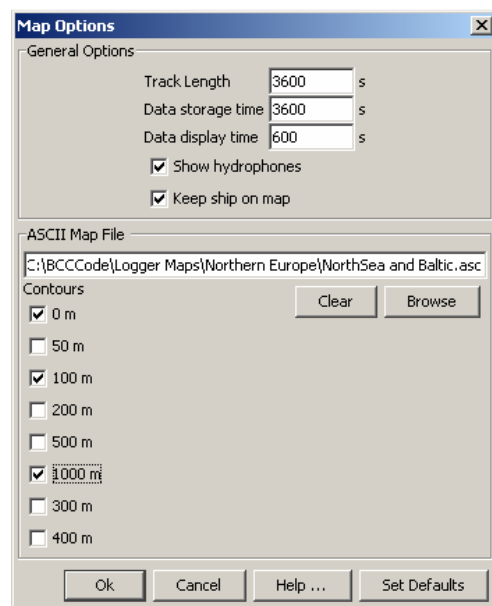 Map Options
General Options
Track Length 3600 s
Data storage time 3600 s
Data display time 600 s
Show hydrophones
Keep ship on map
ASCII Map File
C:\BCCCode\Logger Maps\Northern Europe\NorthSea and Baltic.asc
Contours
Clear Browse
0 m
50 m
100 m
200 m
500 m
1000 m
300 m
400 m
Ok Cancel Help ... Set Defaults